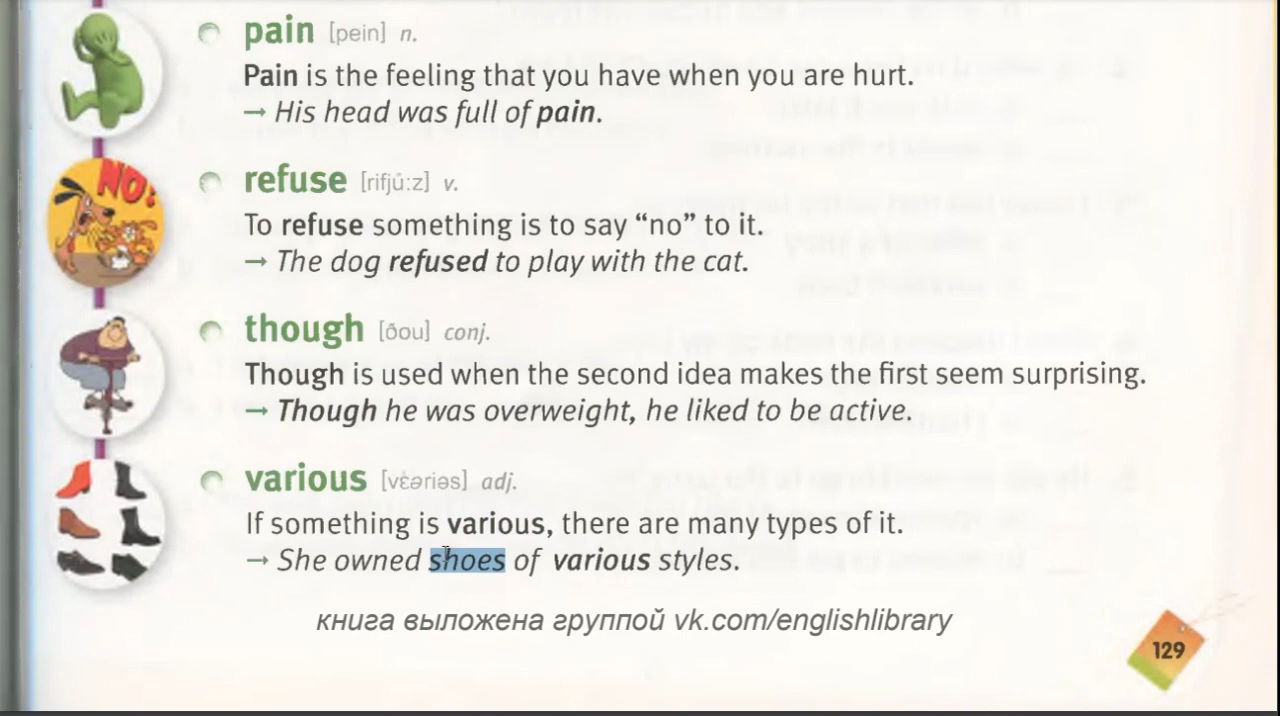 pain [pein] n.
Pain is the feeling that you have when you are hurt.
→ His head was full of pain.
NO!
refuse [rifjúːz] v.
To refuse something is to say “no” to it.
→ The dog refused to play with the cat.
though [ðou] conj.
Though is used when the second idea makes the first seem surprising.
→ Though he was overweight, he liked to be active.
various [vɛ́əriəs] adj.
If something is various, there are many types of it.
→ She owned shoes of various styles.
книга выложена группой vk.com/englishlibrary
129